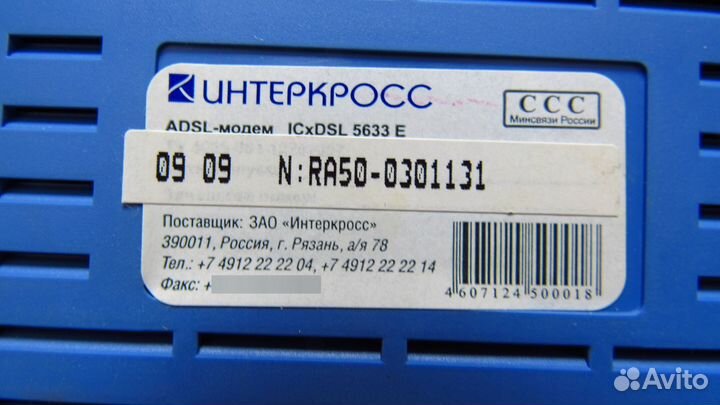 ИНТЕРКРОСС
ССС
Минсвязи России
ADSL-модем ICxDSL 5633 E
09 09 N:RA50-0301131
Поставщик: ЗАО «Интеркросс»
390011, Россия, г. Рязань, а/я 78
Тел.: +7 4912 22 22 04, +7 4912 22 22 14
Факс: +
4 607124 500018
Avito